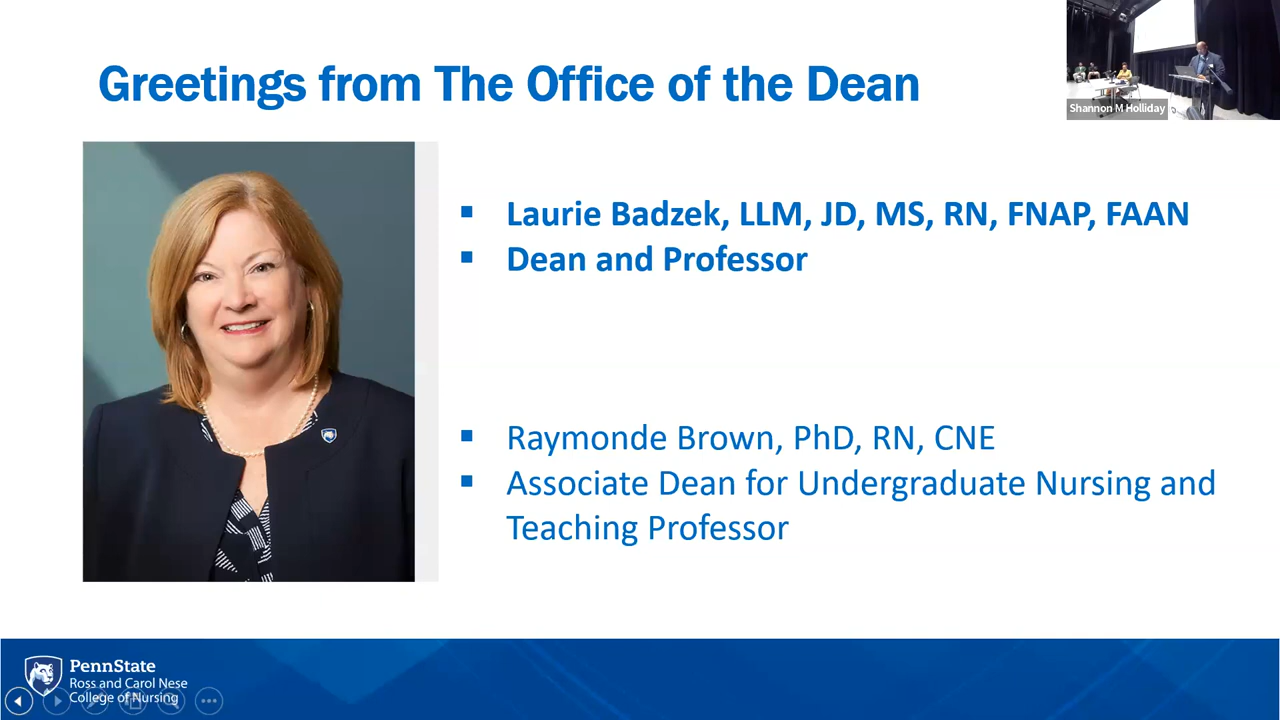 Greetings from The Office of the Dean
Shannon M Holliday
Laurie Badzek, LLM, JD, MS, RN, FNAP, FAAN
Dean and Professor
Raymonde Brown, PhD, RN, CNE
Associate Dean for Undergraduate Nursing and
Teaching Professor
PennState
Ross and Carol Nese
College of Nursing